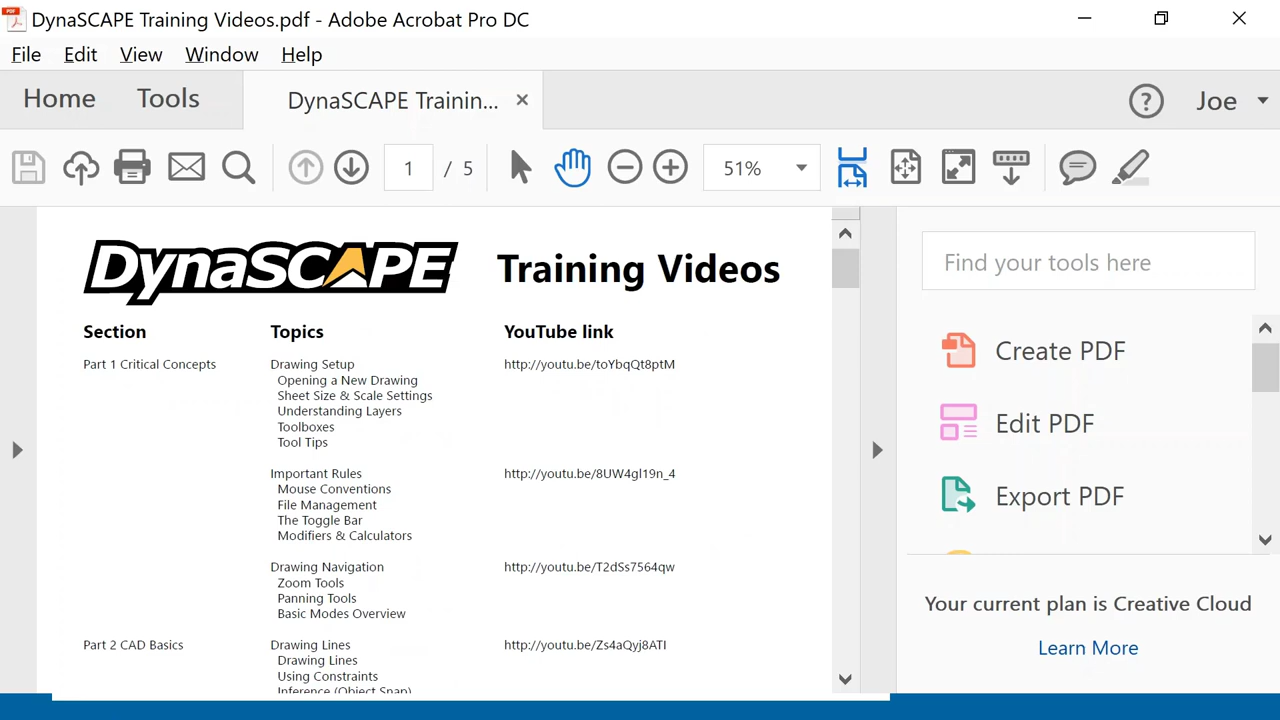 DynaSCAPE Training Videos.pdf - Adobe Acrobat Pro DC
File Edit View Window Help
Home Tools DynaSCAPE Trainin... Joe
1 / 5 51%
DynaSCAPE Training Videos
Find your tools here
Section Topics YouTube link
Part 1 Critical Concepts Drawing Setup http://youtu.be/toYbqQt8ptM
Opening a New Drawing
Sheet Size & Scale Settings
Understanding Layers
Toolboxes
Tool Tips
Important Rules http://youtu.be/8UW4gl19n_4
Mouse Conventions
File Management
The Toggle Bar
Modifiers & Calculators
Drawing Navigation http://youtu.be/T2dSs7564qw
Zoom Tools
Panning Tools
Basic Modes Overview
Part 2 CAD Basics Drawing Lines http://youtu.be/Zs4aQyj8ATI
Drawing Lines
Using Constraints
Inference (Object Snap)
Create PDF
Edit PDF
Export PDF
Your current plan is Creative Cloud
Learn More